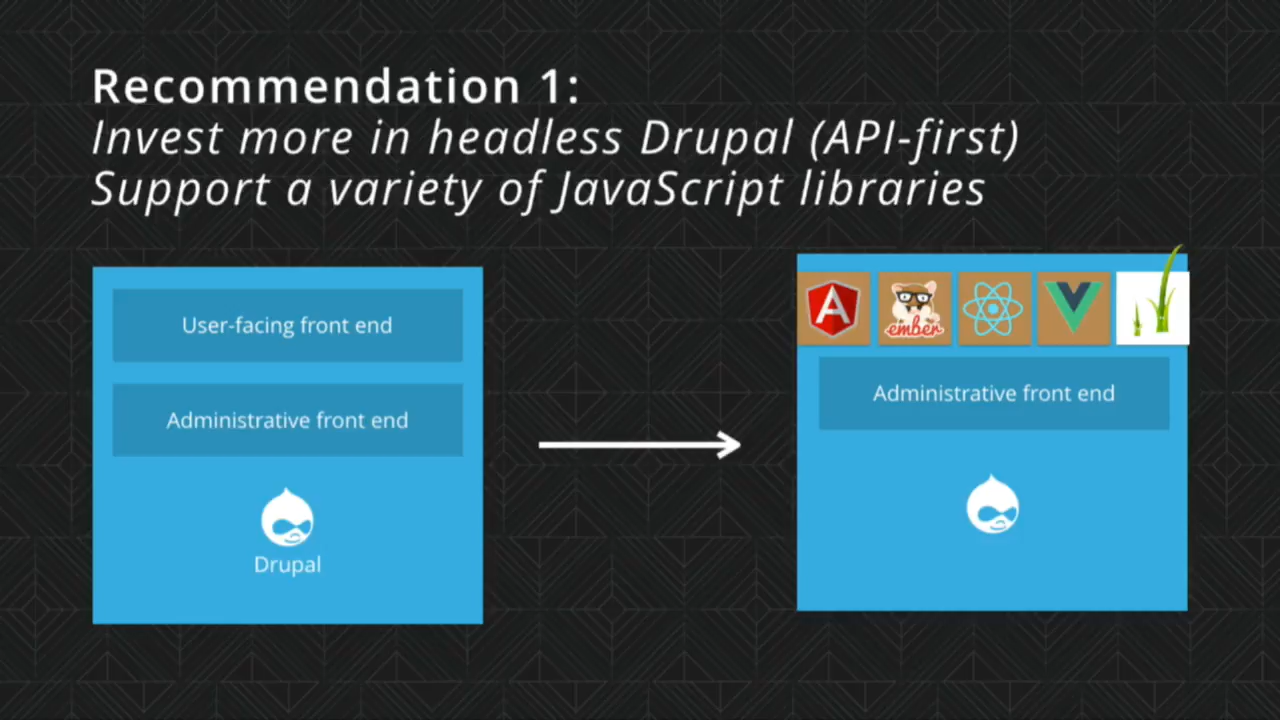 Recommendation 1:
Invest more in headless Drupal (API-first)
Support a variety of JavaScript libraries
User-facing front end
Administrative front end
Drupal
A
ember
Administrative front end